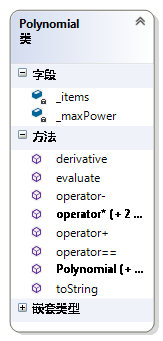 Polynomial
类
字段
_items
_maxPower
方法
derivative
evaluate
operator-
operator* (+ 2 ...
operator+
operator==
Polynomial (+ ...
toString
嵌套类型